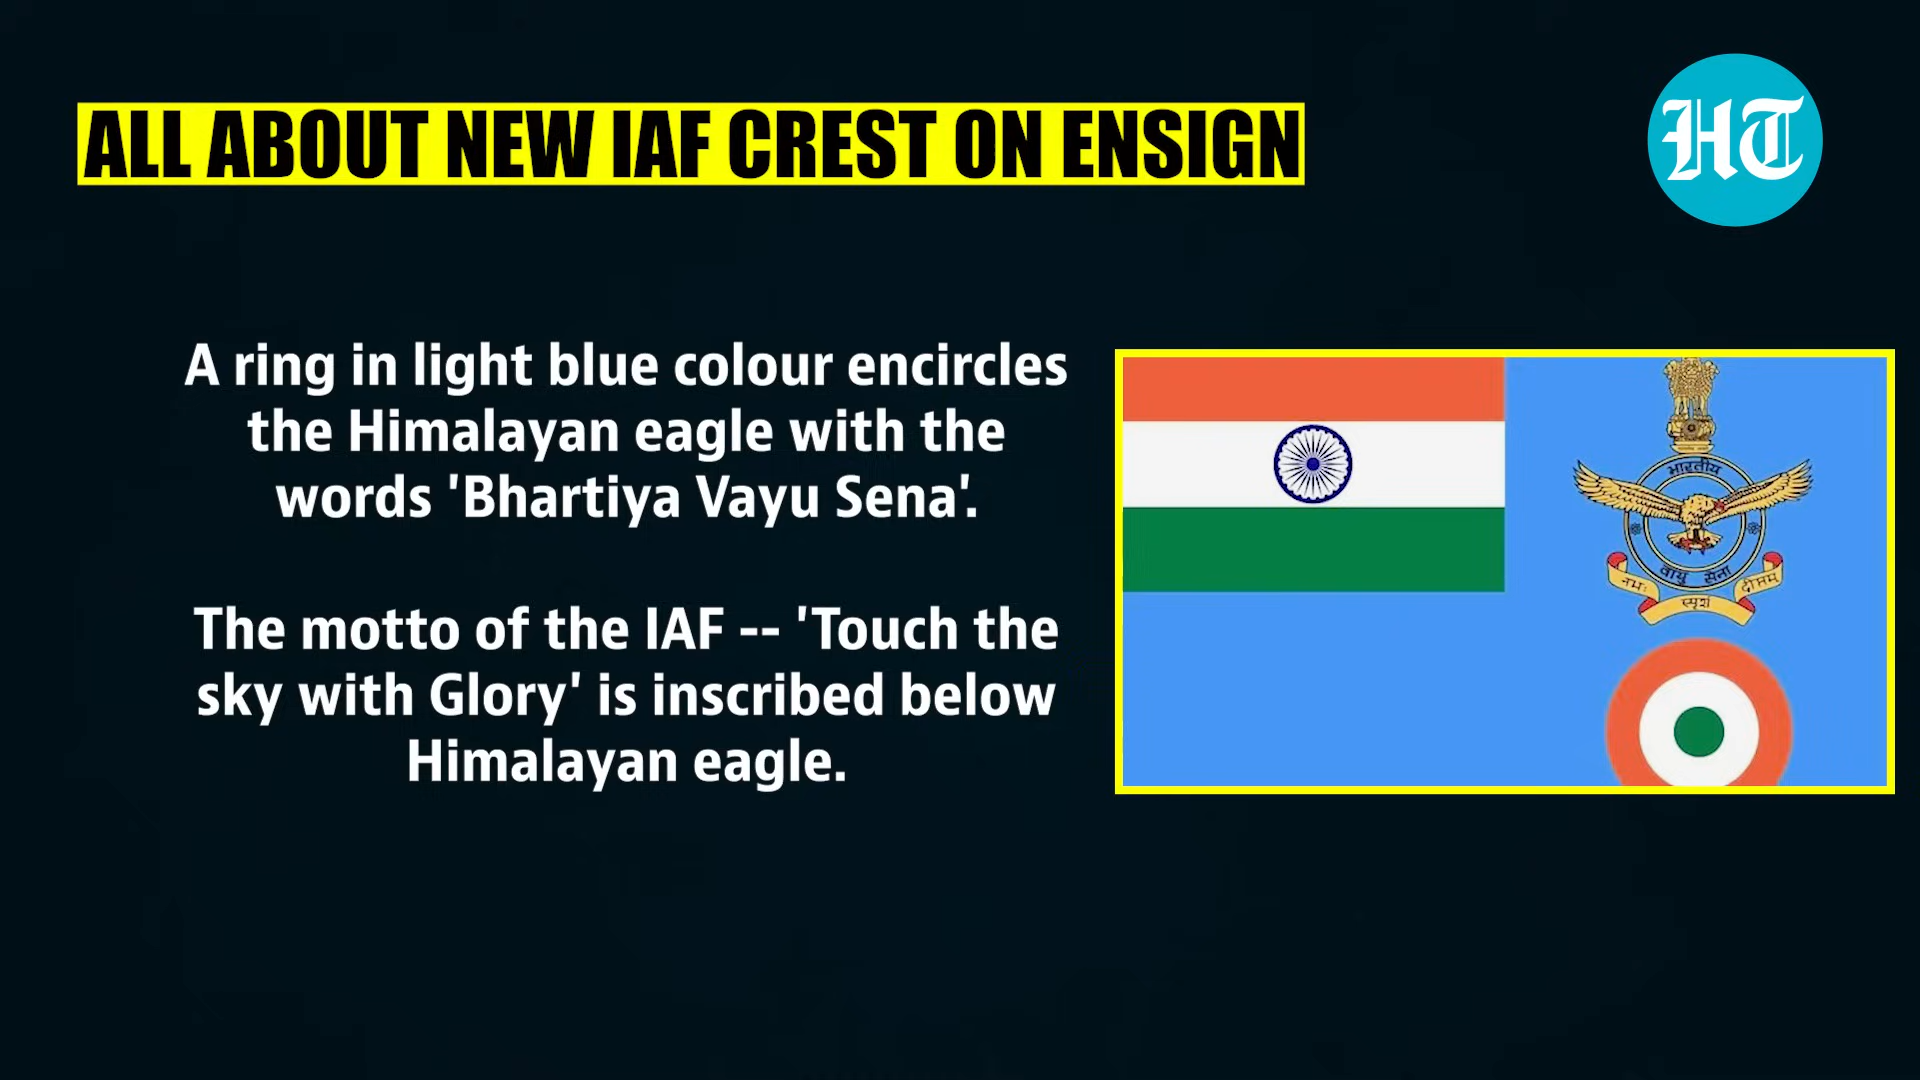 ALL ABOUT NEW IAF CREST ON ENSIGN
HT
A ring in light blue colour encircles
the Himalayan eagle with the
words 'Bhartiya Vayu Sena'.
The motto of the IAF -- 'Touch the
sky with Glory' is inscribed below
Himalayan eagle.
भारतीय
वायु सेना
नभः स्पृशं दीप्तम्